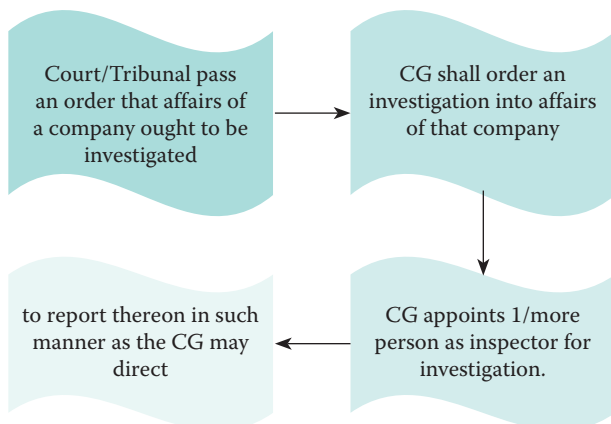 Court/Tribunal pass
an order that affairs of
a company ought to be
investigated
CG shall order an
investigation into affairs
of that company
CG appoints 1/more
person as inspector for
investigation.
to report thereon in such
manner as the CG may
direct